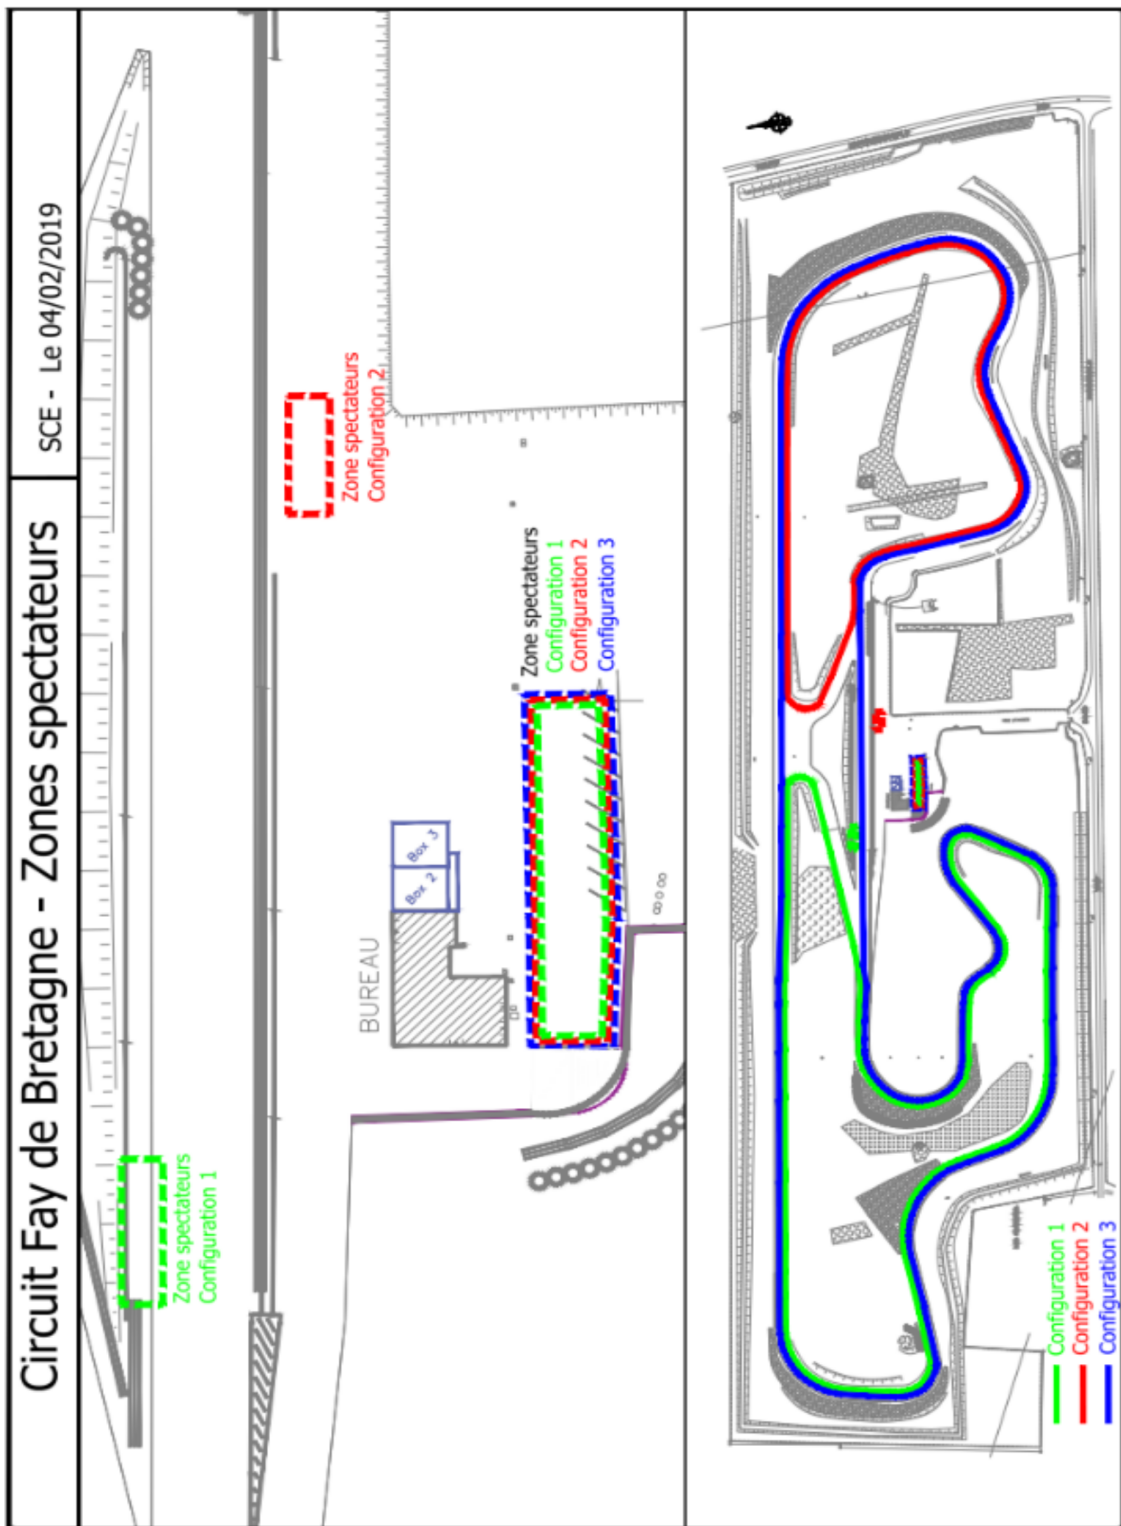 Circuit Fay de Bretagne - Zones spectateurs
SCE - Le 04/02/2019
Zone spectateurs
Configuration 1
Zone spectateurs
Configuration 2
BUREAU
Box 2
Box 3
Zone spectateurs
Configuration 1
Configuration 2
Configuration 3
Configuration 1
Configuration 2
Configuration 3